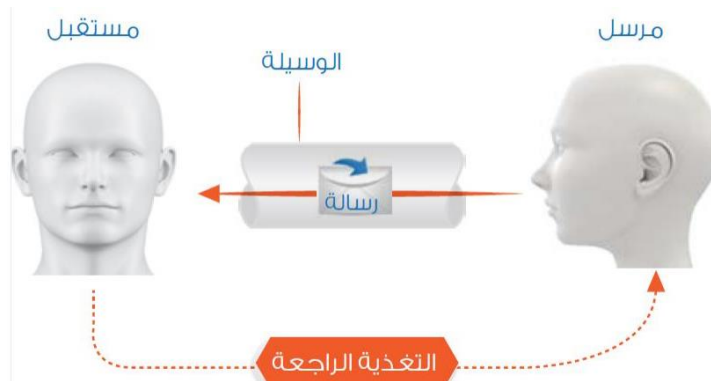 مرسل
مستقبل
الوسيلة
رسالة
التغذية الراجعة